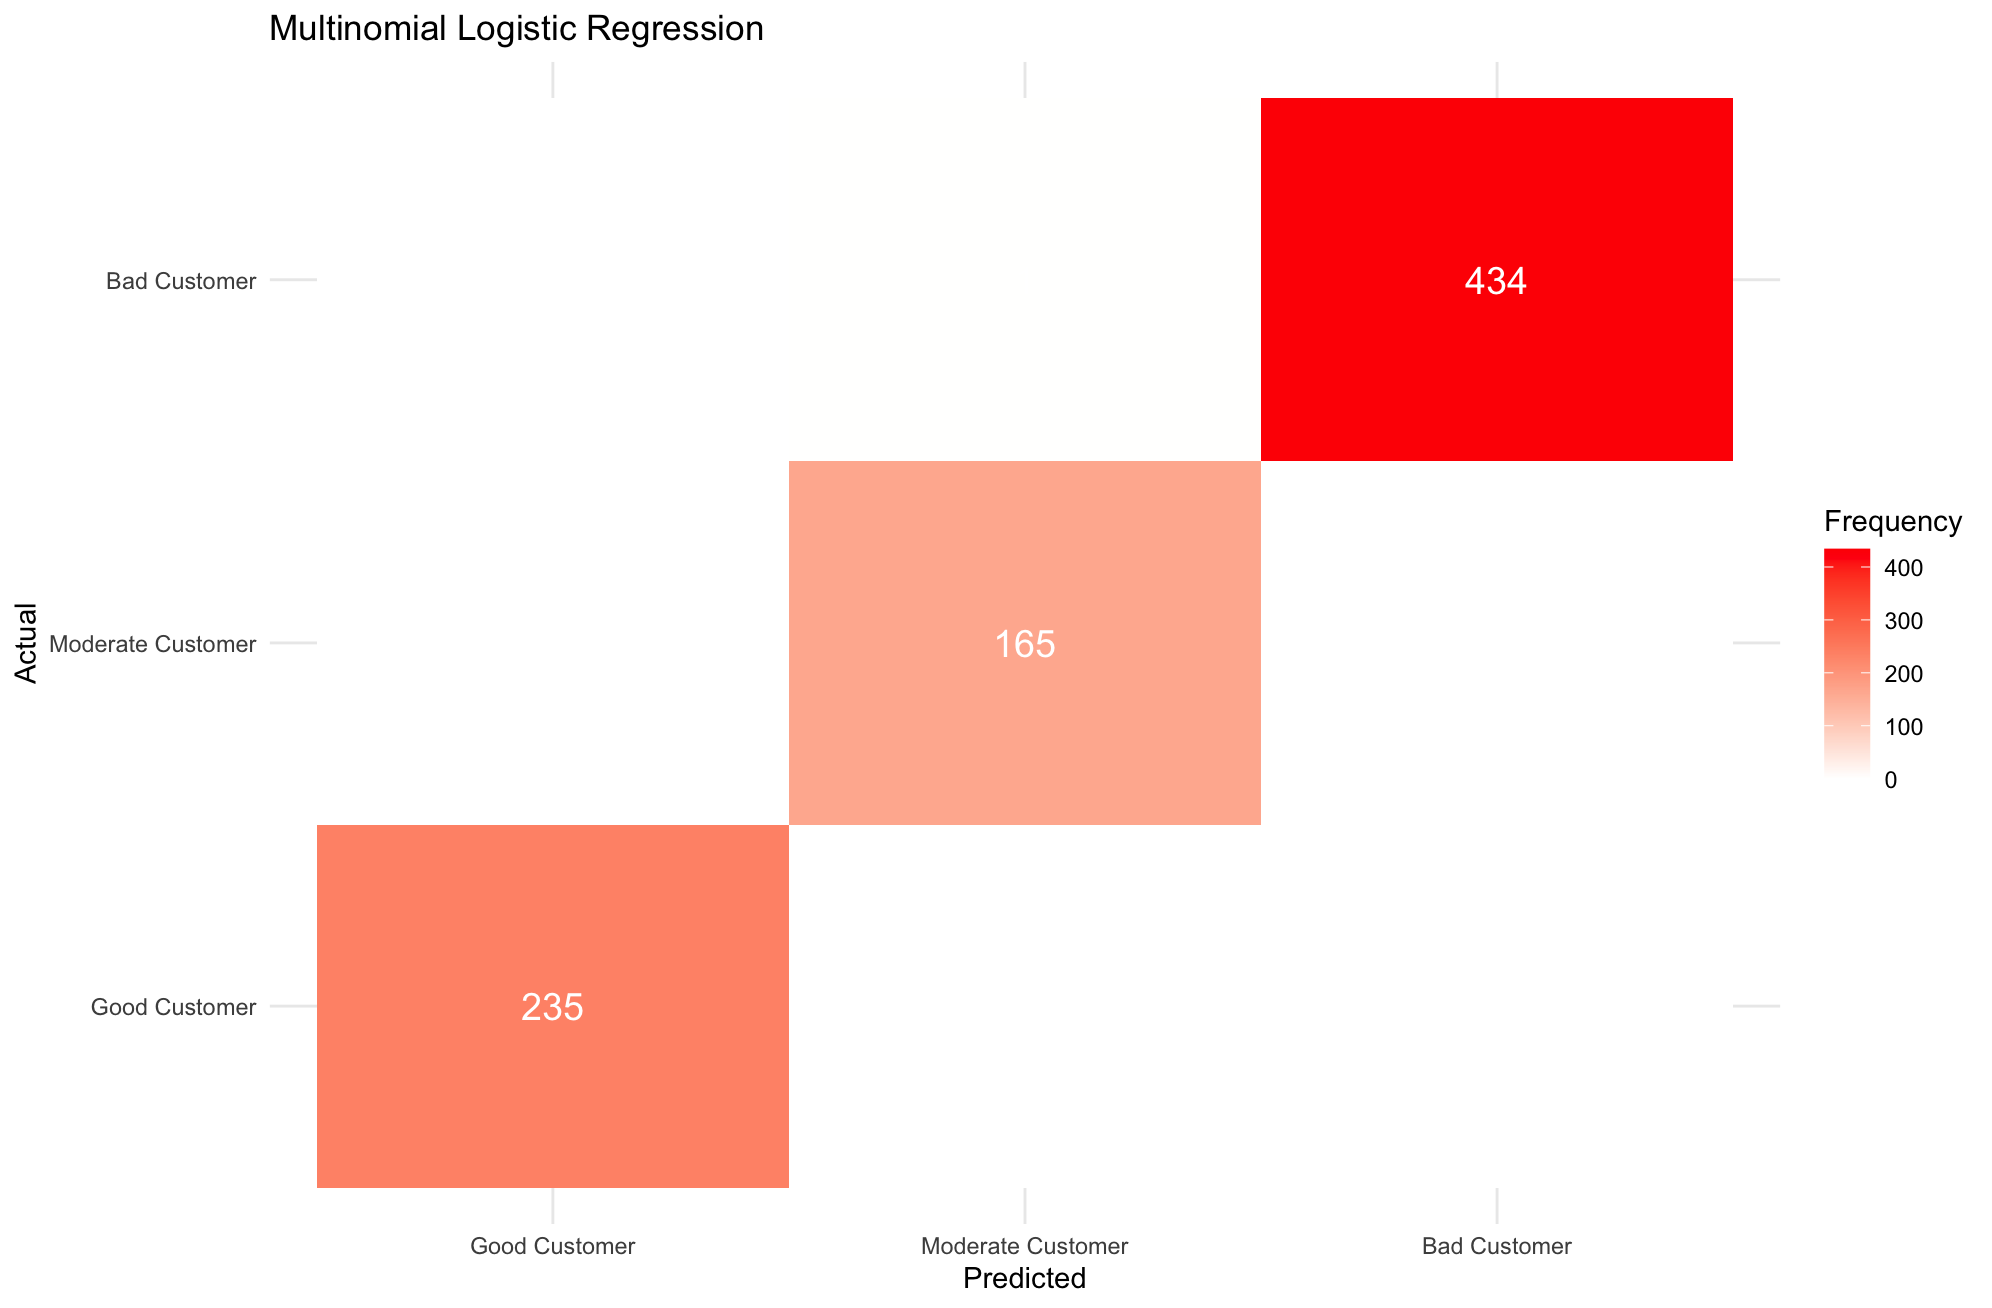 Multinomial Logistic Regression
Actual
Bad Customer
434
Moderate Customer
165
Good Customer
235
Good Customer
Moderate Customer
Bad Customer
Predicted
Frequency
400
300
200
100
0